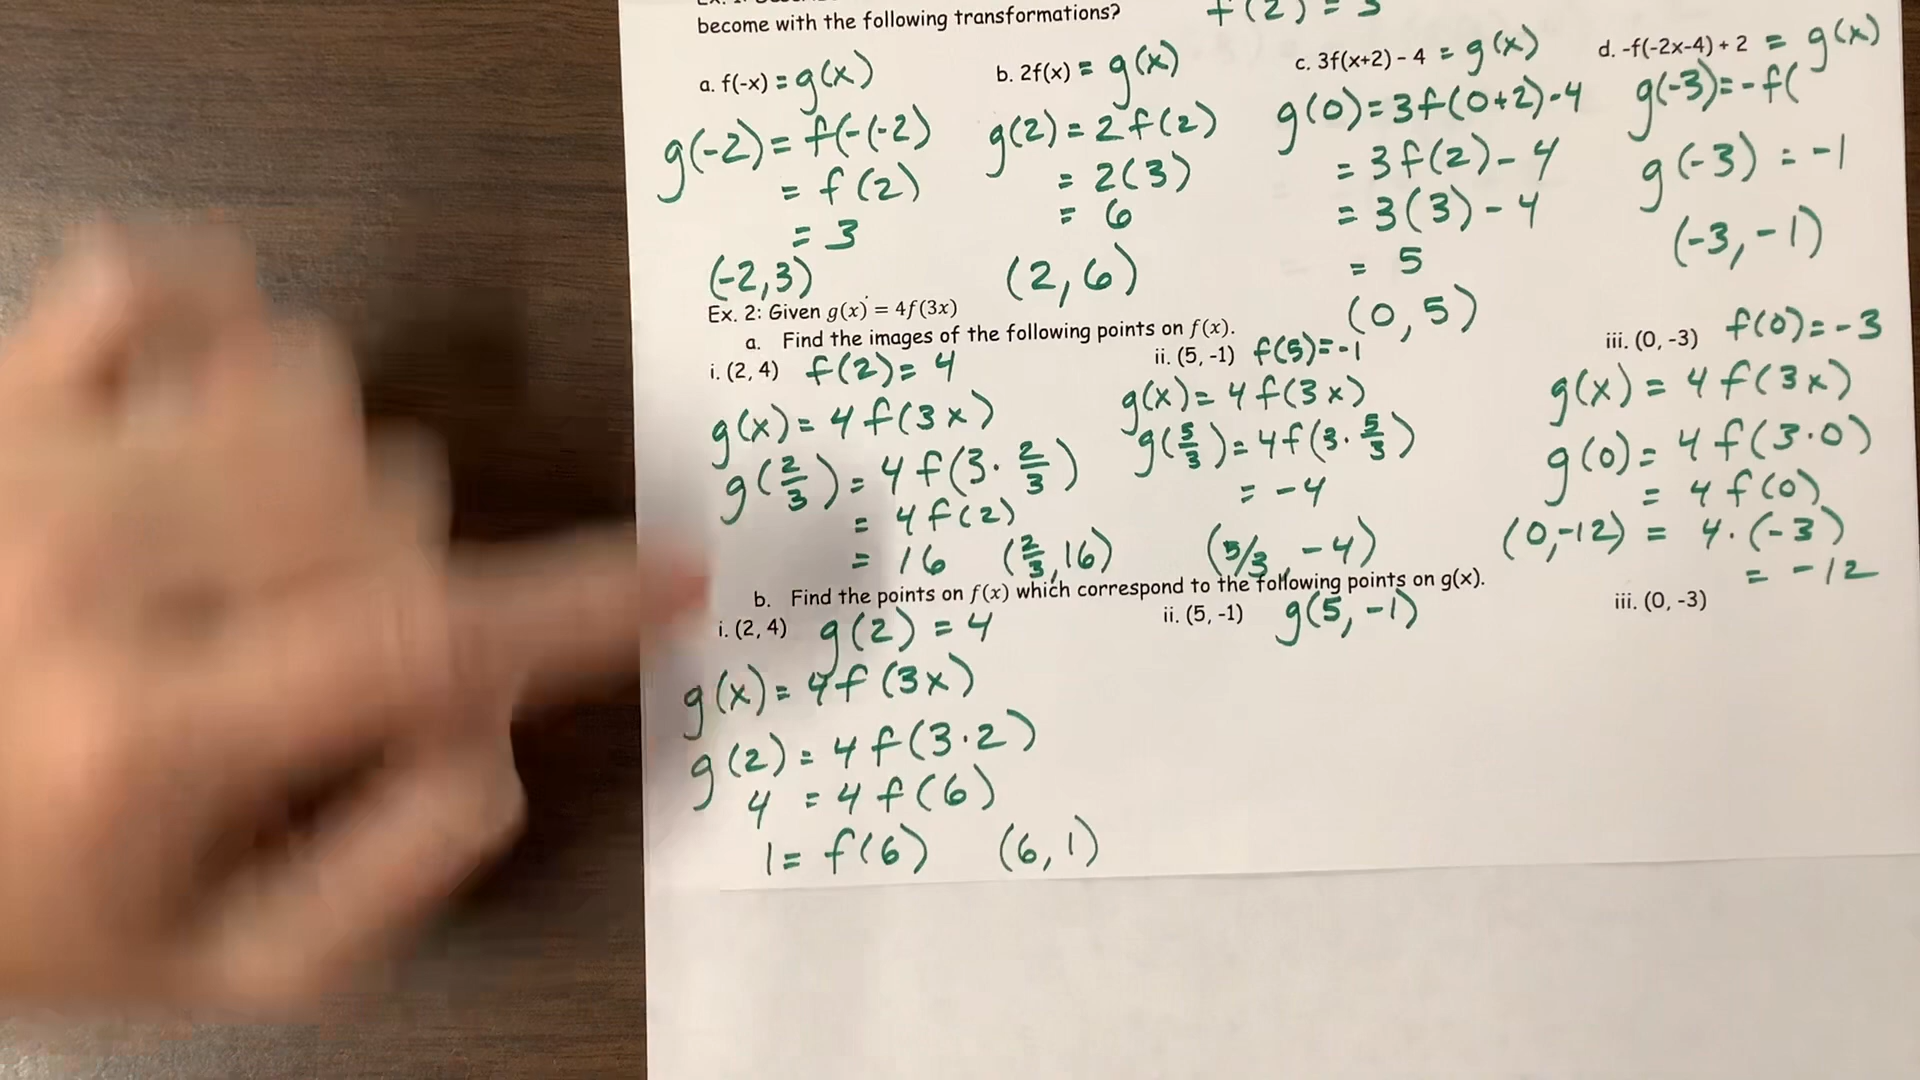 become with the following transformations?
f(2) = 3
a. f(-x) = g(x)
g(-2) = f(-(-2)
= f(2)
= 3
(-2,3)
b. 2f(x) = g(x)
g(2) = 2f(2)
= 2(3)
= 6
(2,6)
c. 3f(x+2) - 4 = g(x)
g(0) = 3f(0+2)-4
= 3f(2) - 4
= 3(3) - 4
= 5
(0,5)
d. -f(-2x-4) + 2 = g(x)
g(-3) = -f(
g(-3) = -1
(-3,-1)
Ex. 2: Given g(x) = 4f(3x)
a. Find the images of the following points on f(x).
i. (2, 4) f(2) = 4
g(x) = 4f(3x)
g(2/3) = 4f(3·2/3)
= 4f(2)
= 16 (2/3,16)
ii. (5, -1) f(5)=-1
g(x) = 4f(3x)
g(5/3) = 4f(3·5/3)
= -4
(5/3, -4)
iii. (0, -3) f(0) = -3
g(x) = 4f(3x)
g(0) = 4f(3·0)
= 4f(0)
(0,-12) = 4·(-3)
= -12
b. Find the points on f(x) which correspond to the following points on g(x).
i. (2, 4) g(2) = 4
g(x) = 4f(3x)
g(2) = 4f(3·2)
4 = 4f(6)
1 = f(6) (6,1)
ii. (5, -1) g(5,-1)
iii. (0, -3)